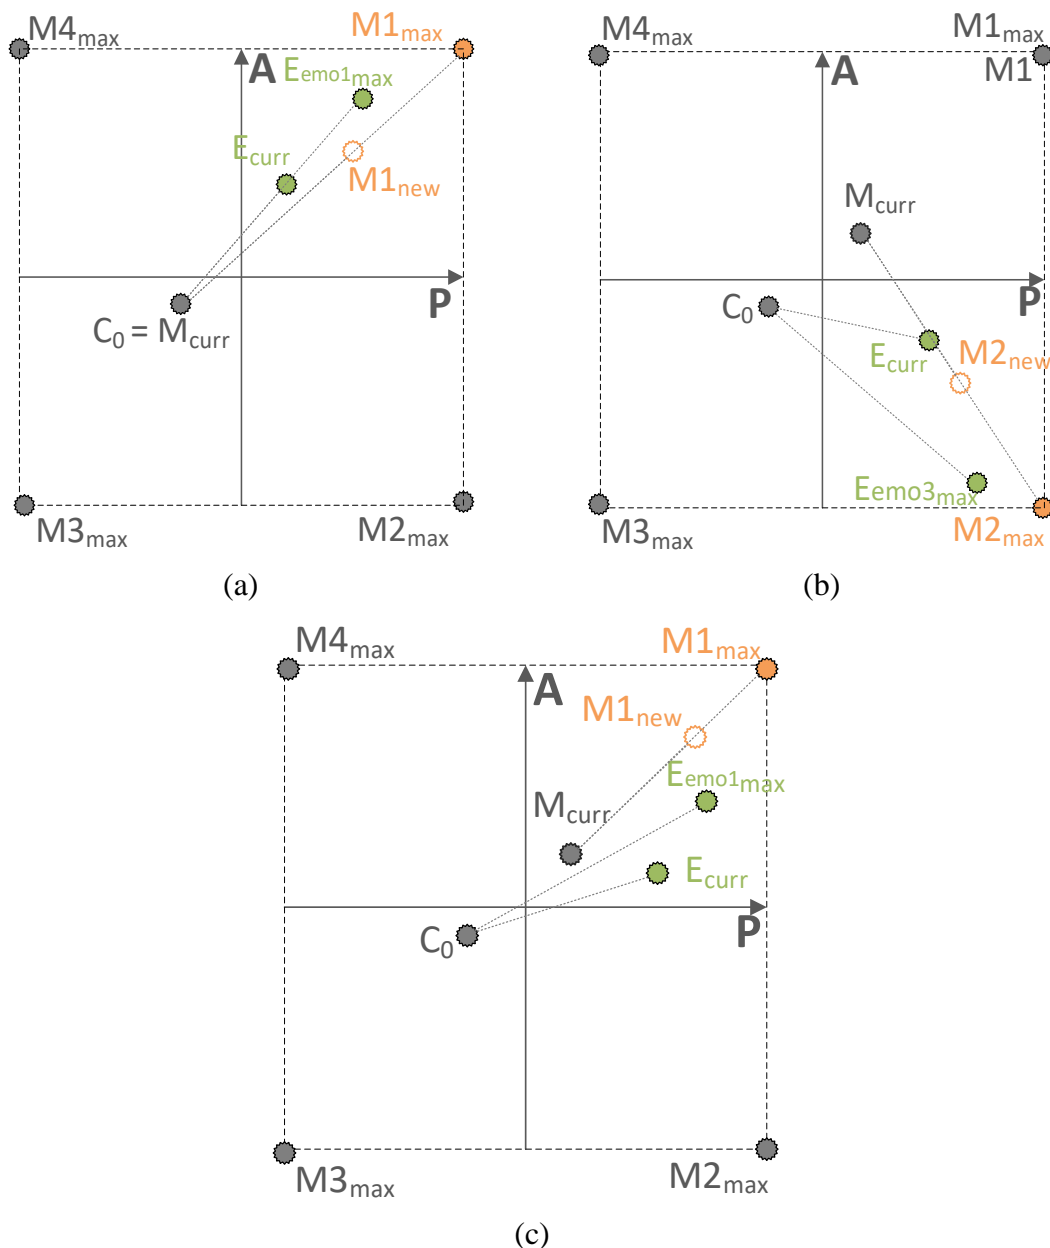 M4max M1max
A Eemo1max
Ecurr
M1new
P
C0 = Mcurr
M3max M2max
(a)
M4max M1max
A M1
Mcurr
P
C0
Ecurr M2new
Eemo3max
M3max M2max
(b)
M4max M1max
A M1new
Eemo1max
Mcurr
Ecurr
P
C0
M3max M2max
(c)